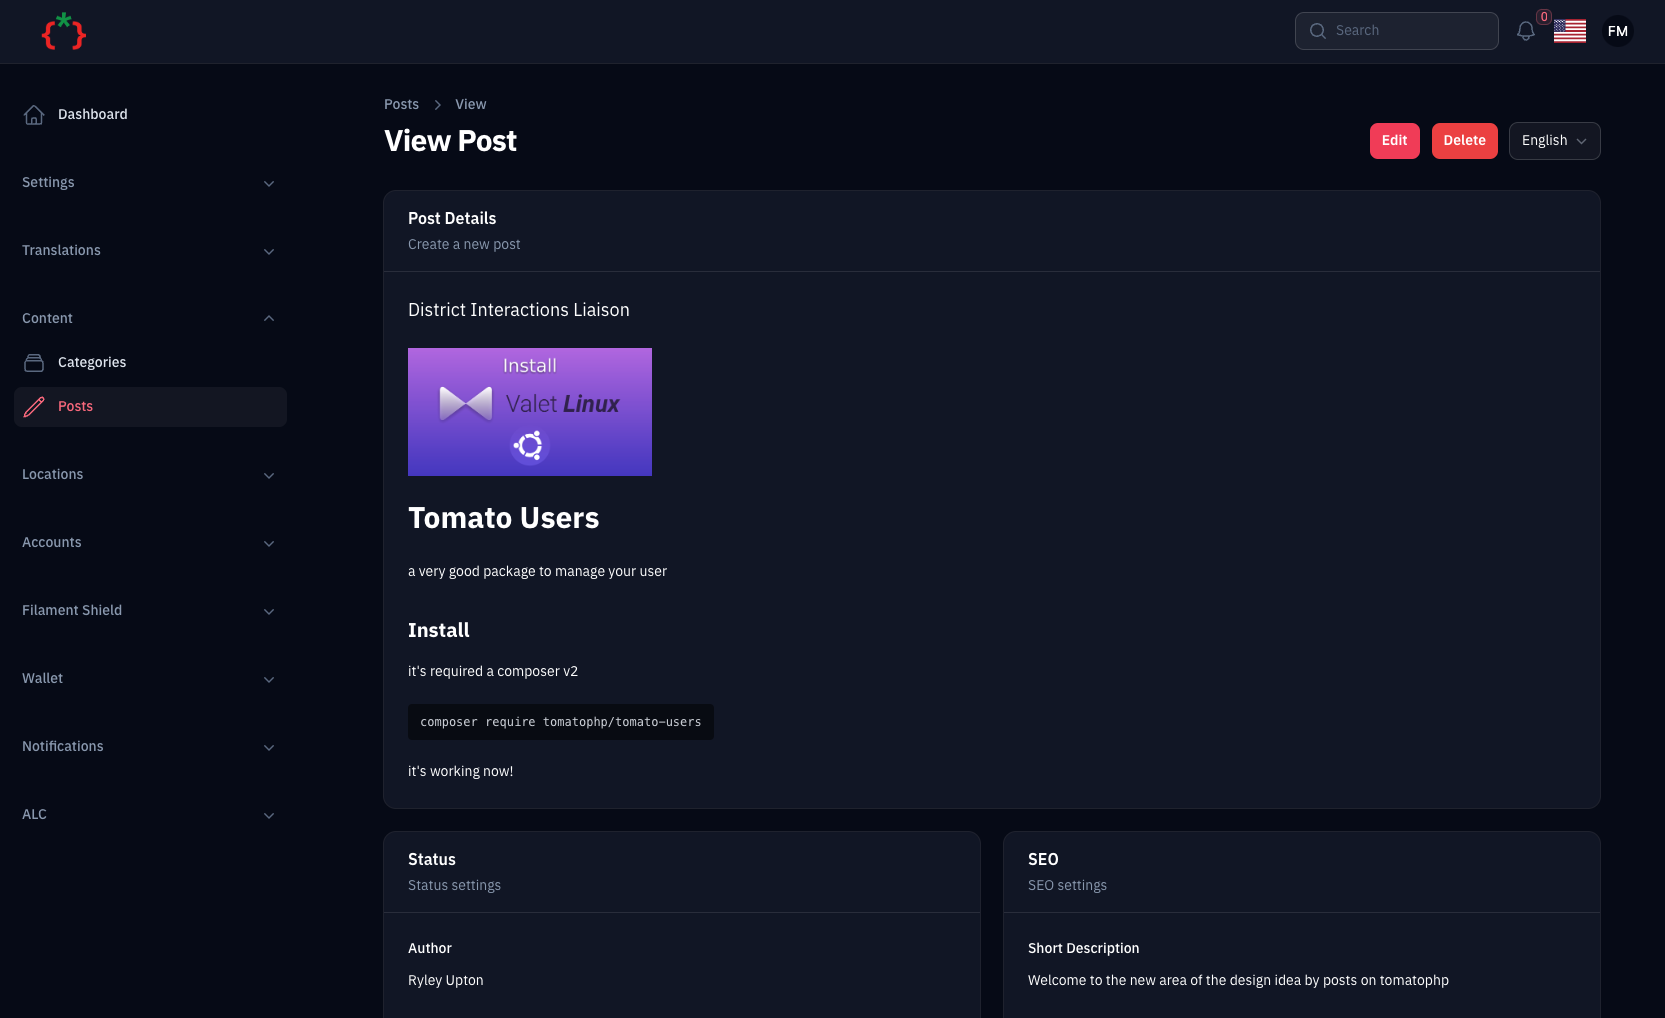 Search
0
FM
Dashboard
Settings
Translations
Content
Categories
Posts
Locations
Accounts
Filament Shield
Wallet
Notifications
ALC
Posts > View
View Post
Edit
Delete
English
Post Details
Create a new post
District Interactions Liaison
Install
Valet Linux
Tomato Users
a very good package to manage your user
Install
it's required a composer v2
composer require tomatophp/tomato-users
it's working now!
Status
Status settings
Author
Ryley Upton
SEO
SEO settings
Short Description
Welcome to the new area of the design idea by posts on tomatophp